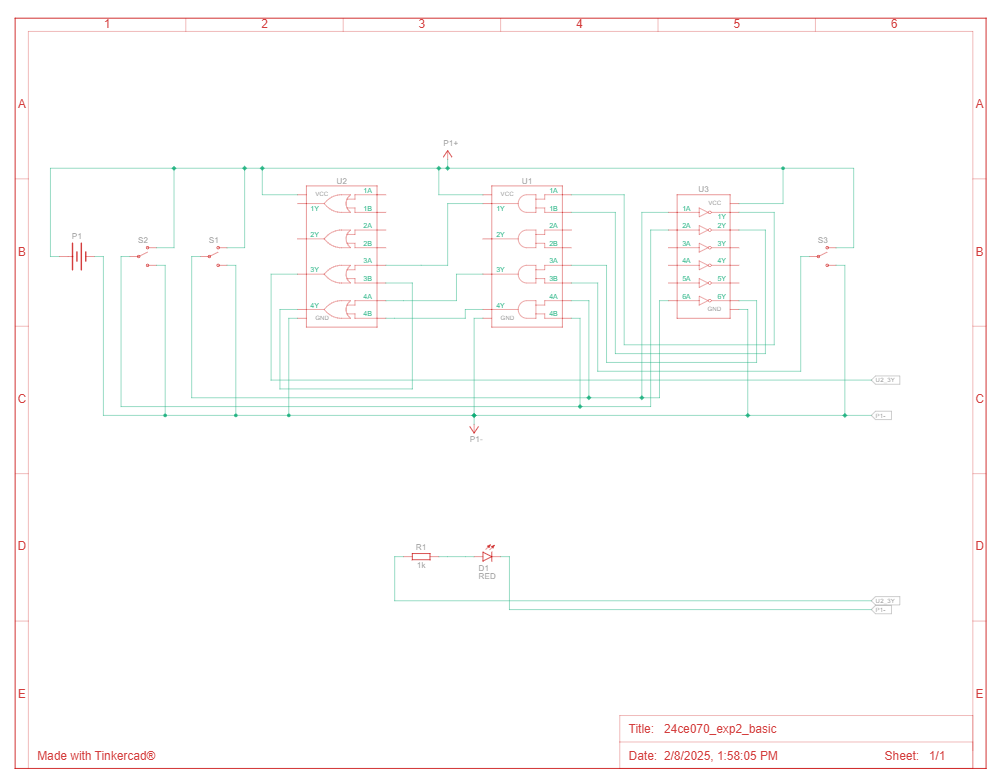 1 2 3 4 5 6
A A
P1+
U2 U1 U3
VCC 1A VCC 1A VCC
1Y 1B 1Y 1B 1A 1Y
2A 2A 2A 2Y
2Y 2B 2Y 2B 3A 3Y
P1 S2 S1 S3
B B
3A 3A 4A 4Y
3Y 3B 3Y 3B 5A 5Y
4A 4A 6A 6Y
4Y 4B 4Y 4B GND
GND GND
U2_3Y
C C
P1-
P1-
D D
R1
1k
D1
RED
U2_3Y
P1-
E E
Title: 24ce070_exp2_basic
Made with Tinkercad®
Date: 2/8/2025, 1:58:05 PM Sheet: 1/1